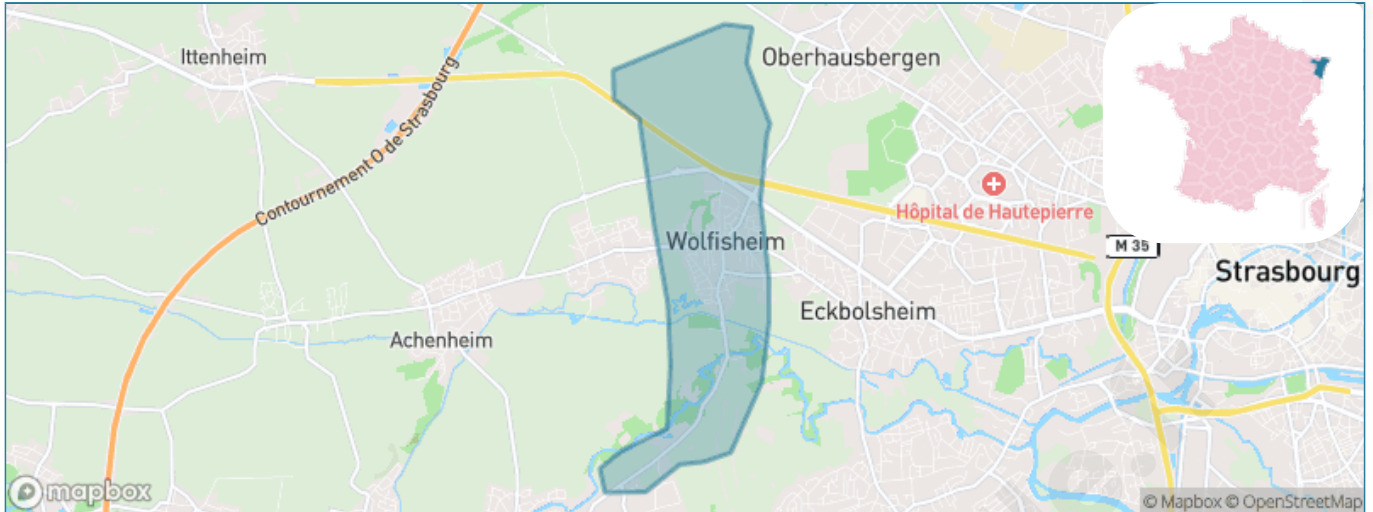 Ittenheim
Oberhausbergen
Contournement O de Strasbourg
Hôpital de Hautepierre
Wolfisheim
M 35
Strasbourg
Eckbolsheim
Achenheim
mapbox
© Mapbox © OpenStreetMap